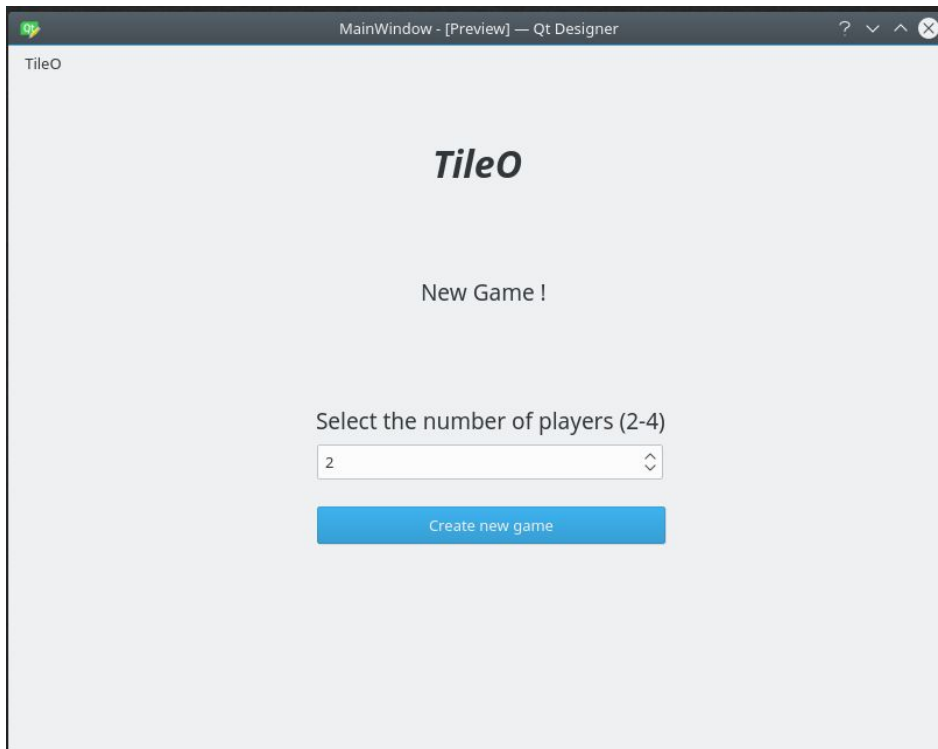 MainWindow - [Preview] — Qt Designer
TileO
TileO
New Game !
Select the number of players (2-4)
2
Create new game